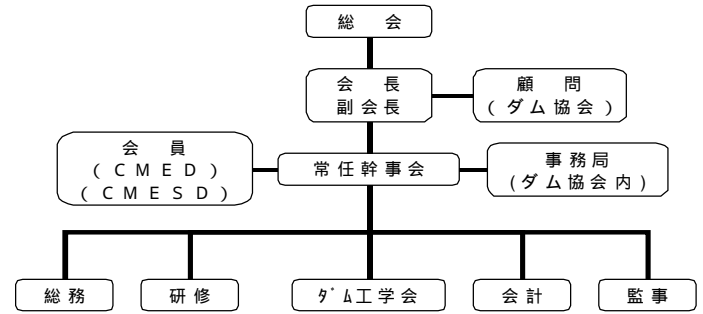 総　会
会　長
副会長
顧　問
(ダム協会)
会　員
(ＣＭＥＤ)
(ＣＭＥＳＤ)
常任幹事会
事務局
(ダム協会内)
総務
研修
ﾀﾞﾑ工学会
会計
監事